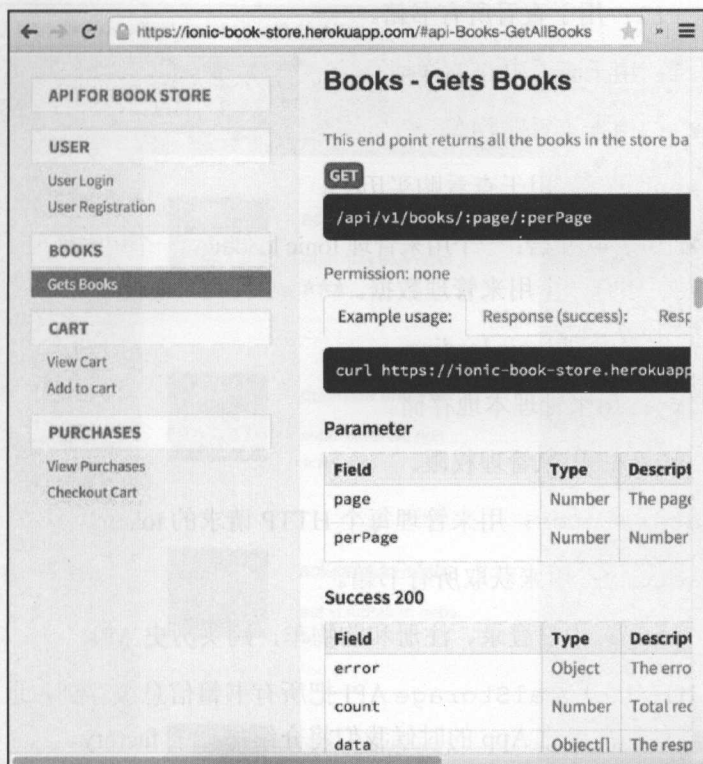 https://ionic-book-store.herokuapp.com/#api-Books-GetAllBooks
API FOR BOOK STORE
USER
User Login
User Registration
BOOKS
Gets Books
CART
View Cart
Add to cart
PURCHASES
View Purchases
Checkout Cart
Books - Gets Books
This end point returns all the books in the store ba
GET
/api/v1/books/:page/:perPage
Permission: none
Example usage: Response (success): Resp
curl https://ionic-book-store.herokuapp
Parameter
Field Type Descript
page Number The page
perPage Number Number
Success 200
Field Type Descript
error Object The erro
count Number Total rec
data Object[] The resp